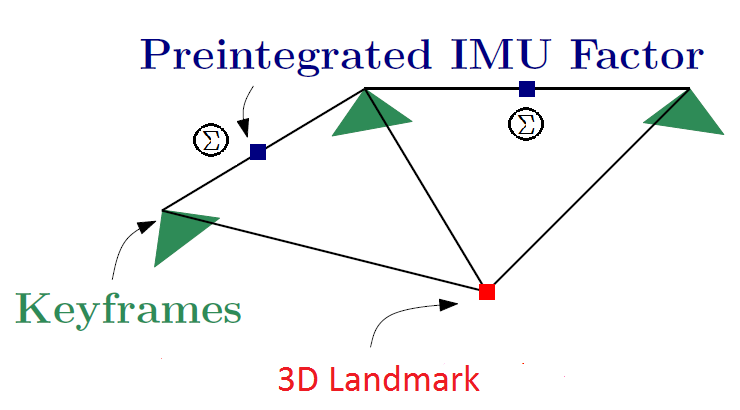 Preintegrated IMU Factor
Σ
Σ
Keyframes
3D Landmark